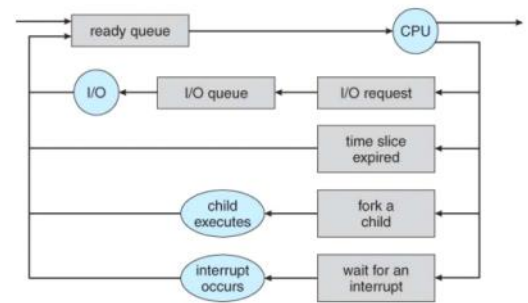 ready queue
CPU
I/O
I/O queue
I/O request
time slice
expired
child
executes
fork a
child
interrupt
occurs
wait for an
interrupt